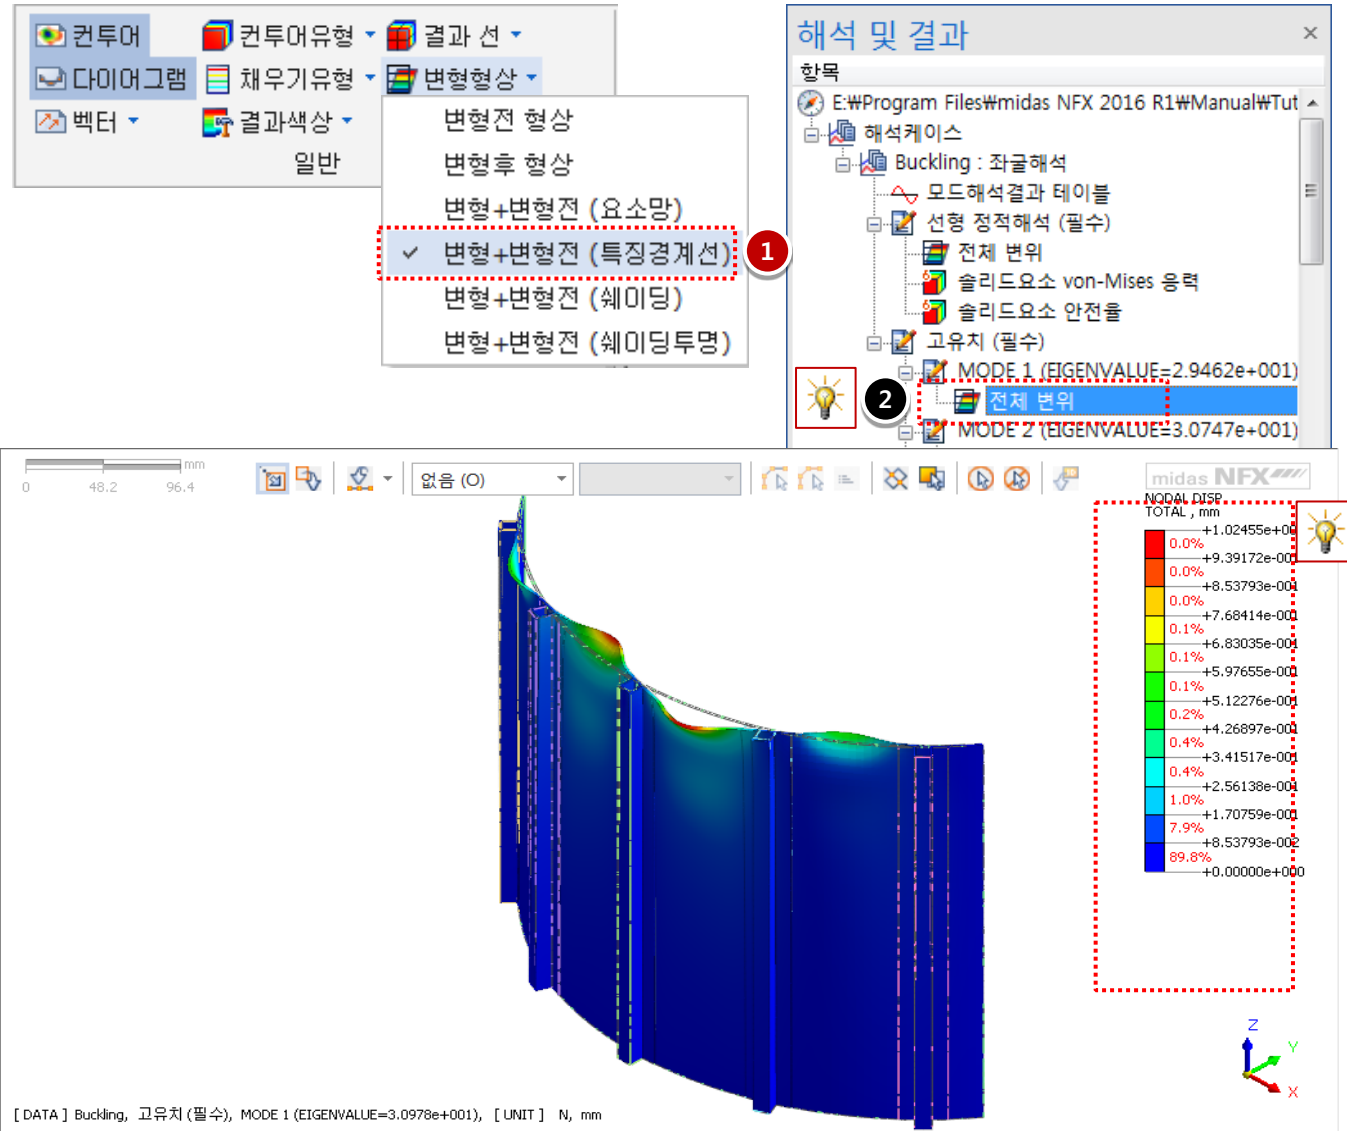 컨투어
컨투어유형
결과 선
다이어그램
채우기유형
변형형상
벡터
결과색상
일반
변형전 형상
변형후 형상
변형+변형전 (요소망)
변형+변형전 (특징경계선)
변형+변형전 (쉐이딩)
변형+변형전 (쉐이딩투명)
1
해석 및 결과
×
항목
E:₩Program Files₩midas NFX 2016 R1₩Manual₩Tut
해석케이스
Buckling : 좌굴해석
모드해석결과 테이블
선형 정적해석 (필수)
전체 변위
솔리드요소 von-Mises 응력
솔리드요소 안전율
고유치 (필수)
MODE 1 (EIGENVALUE=2.9462e+001)
2
전체 변위
MODE 2 (EIGENVALUE=3.0747e+001)
mm
0 48.2 96.4
없음 (O)
midas NFX
NODAL DISP
TOTAL , mm
+1.02455e+00
0.0%
+9.39172e-001
0.0%
+8.53793e-001
0.0%
+7.68414e-001
0.1%
+6.83035e-001
0.1%
+5.97655e-001
0.1%
+5.12276e-001
0.2%
+4.26897e-001
0.4%
+3.41517e-001
0.4%
+2.56138e-001
1.0%
+1.70759e-001
7.9%
+8.53793e-002
89.8%
+0.00000e+000
Z
Y
X
[ DATA ] Buckling, 고유치 (필수), MODE 1 (EIGENVALUE=3.0978e+001), [ UNIT ] N, mm